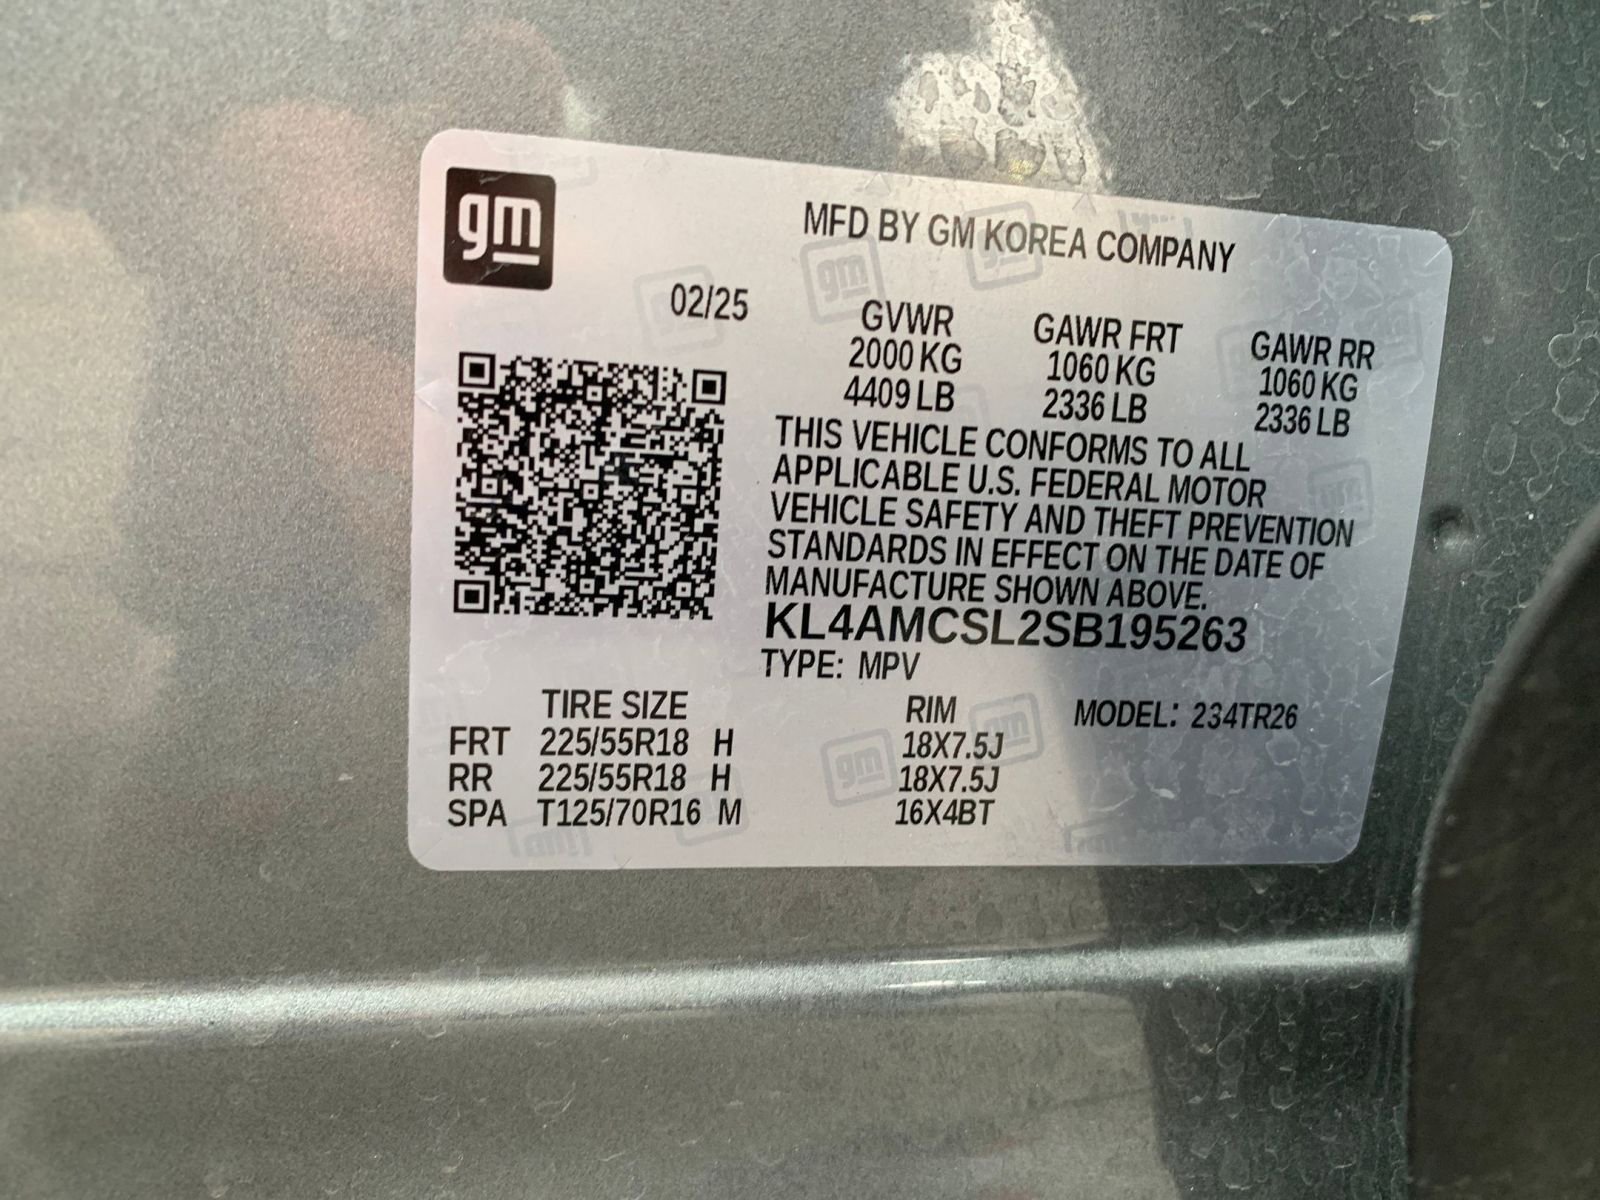 gm
MFD BY GM KOREA COMPANY
02/25
GVWR GAWR FRT GAWR RR
2000 KG 1060 KG 1060 KG
4409 LB 2336 LB 2336 LB
THIS VEHICLE CONFORMS TO ALL
APPLICABLE U.S. FEDERAL MOTOR
VEHICLE SAFETY AND THEFT PREVENTION
STANDARDS IN EFFECT ON THE DATE OF
MANUFACTURE SHOWN ABOVE.
KL4AMCSL2SB195263
TYPE: MPV
TIRE SIZE RIM MODEL: 234TR26
FRT 225/55R18 H 18X7.5J
RR 225/55R18 H 18X7.5J
SPA T125/70R16 M 16X4BT